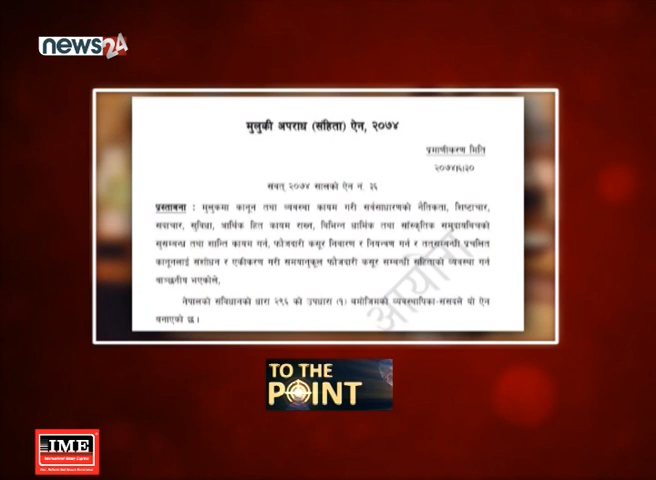 news24
मुलुकी अपराध (संहिता) ऐन, २०७४
प्रमाणीकरण मिति
२०७४।६।३०
संवत् २०७४ सालको ऐन नं. ३६
प्रस्तावना : मुलुकमा कानून तथा व्यवस्था कायम गरी सर्वसाधारणको नैतिकता, शिष्टाचार,
सदाचार, सुविधा, आर्थिक हित कायम राख्न, विभिन्न धार्मिक तथा सांस्कृतिक समुदायबिचको
सुसम्बन्ध तथा शान्ति कायम गर्न, फौजदारी कसूर निवारण र नियन्त्रण गर्न र तत्सम्बन्धी प्रचलित
कानूनलाई संशोधन र एकीकरण गरी समयानुकूल फौजदारी कसूर सम्बन्धी संहिताको व्यवस्था गर्न
वाञ्छनीय भएकोले,
नेपालको संविधानको धारा २९६ को उपधारा (१) बमोजिमको व्यवस्थापिका-संसदले यो ऐन
बनाएको छ ।
आयोग
TO THE
POINT
IME